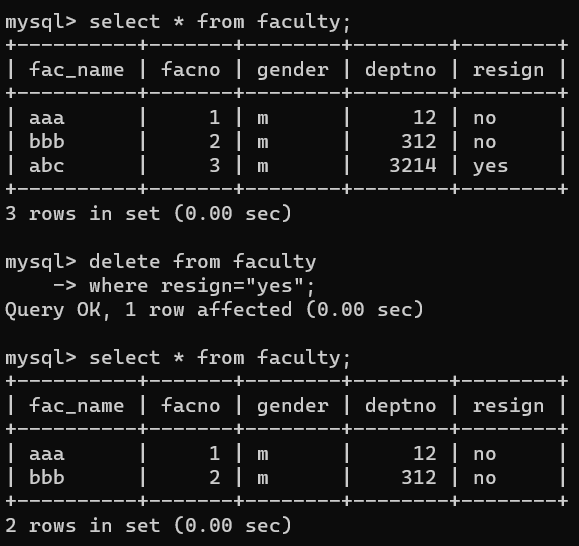 mysql> select * from faculty;
+----------+-------+--------+--------+--------+
| fac_name | facno | gender | deptno | resign |
+----------+-------+--------+--------+--------+
| aaa      |     1 | m      |     12 | no     |
| bbb      |     2 | m      |    312 | no     |
| abc      |     3 | m      |   3214 | yes    |
+----------+-------+--------+--------+--------+
3 rows in set (0.00 sec)
mysql> delete from faculty
    -> where resign="yes";
Query OK, 1 row affected (0.00 sec)
mysql> select * from faculty;
+----------+-------+--------+--------+--------+
| fac_name | facno | gender | deptno | resign |
+----------+-------+--------+--------+--------+
| aaa      |     1 | m      |     12 | no     |
| bbb      |     2 | m      |    312 | no     |
+----------+-------+--------+--------+--------+
2 rows in set (0.00 sec)